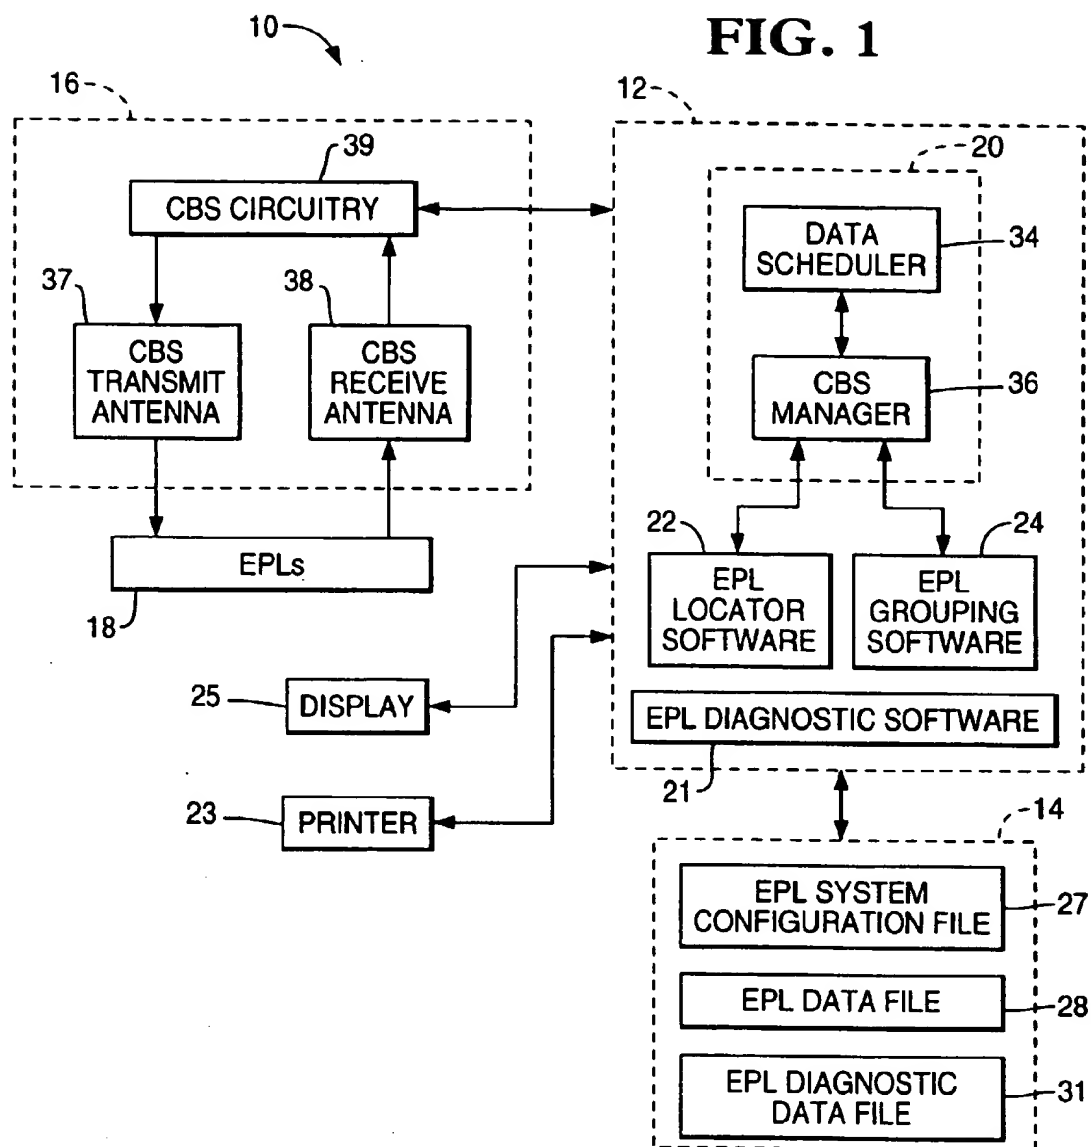 FIG. 1
10
16
12
39
20
CBS CIRCUITRY
DATA
SCHEDULER
34
37
38
CBS
TRANSMIT
ANTENNA
CBS
RECEIVE
ANTENNA
CBS
MANAGER
36
22
24
EPLs
18
EPL
LOCATOR
SOFTWARE
EPL
GROUPING
SOFTWARE
25
DISPLAY
EPL DIAGNOSTIC SOFTWARE
21
23
PRINTER
14
EPL SYSTEM
CONFIGURATION FILE
27
EPL DATA FILE
28
EPL DIAGNOSTIC
DATA FILE
31